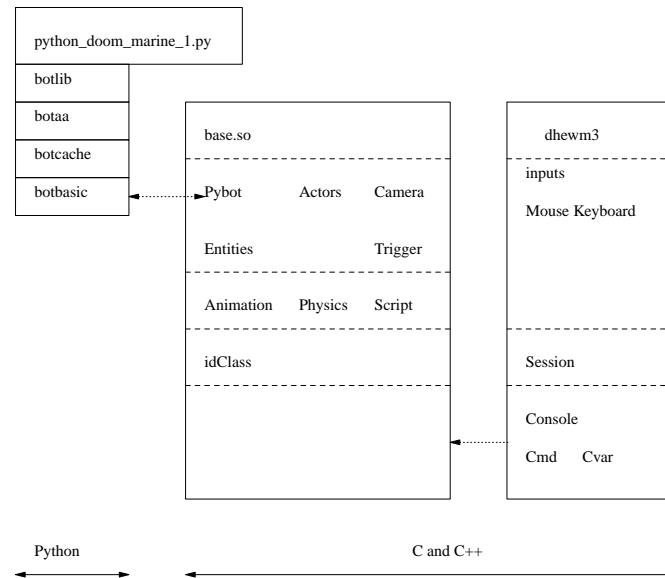 python_doom_marine_1.py
botlib
botaa
botcache
botbasic
base.so
Pybot Actors Camera
Entities Trigger
Animation Physics Script
idClass
dhewm3
inputs
Mouse Keyboard
Session
Console
Cmd Cvar
Python
C and C++